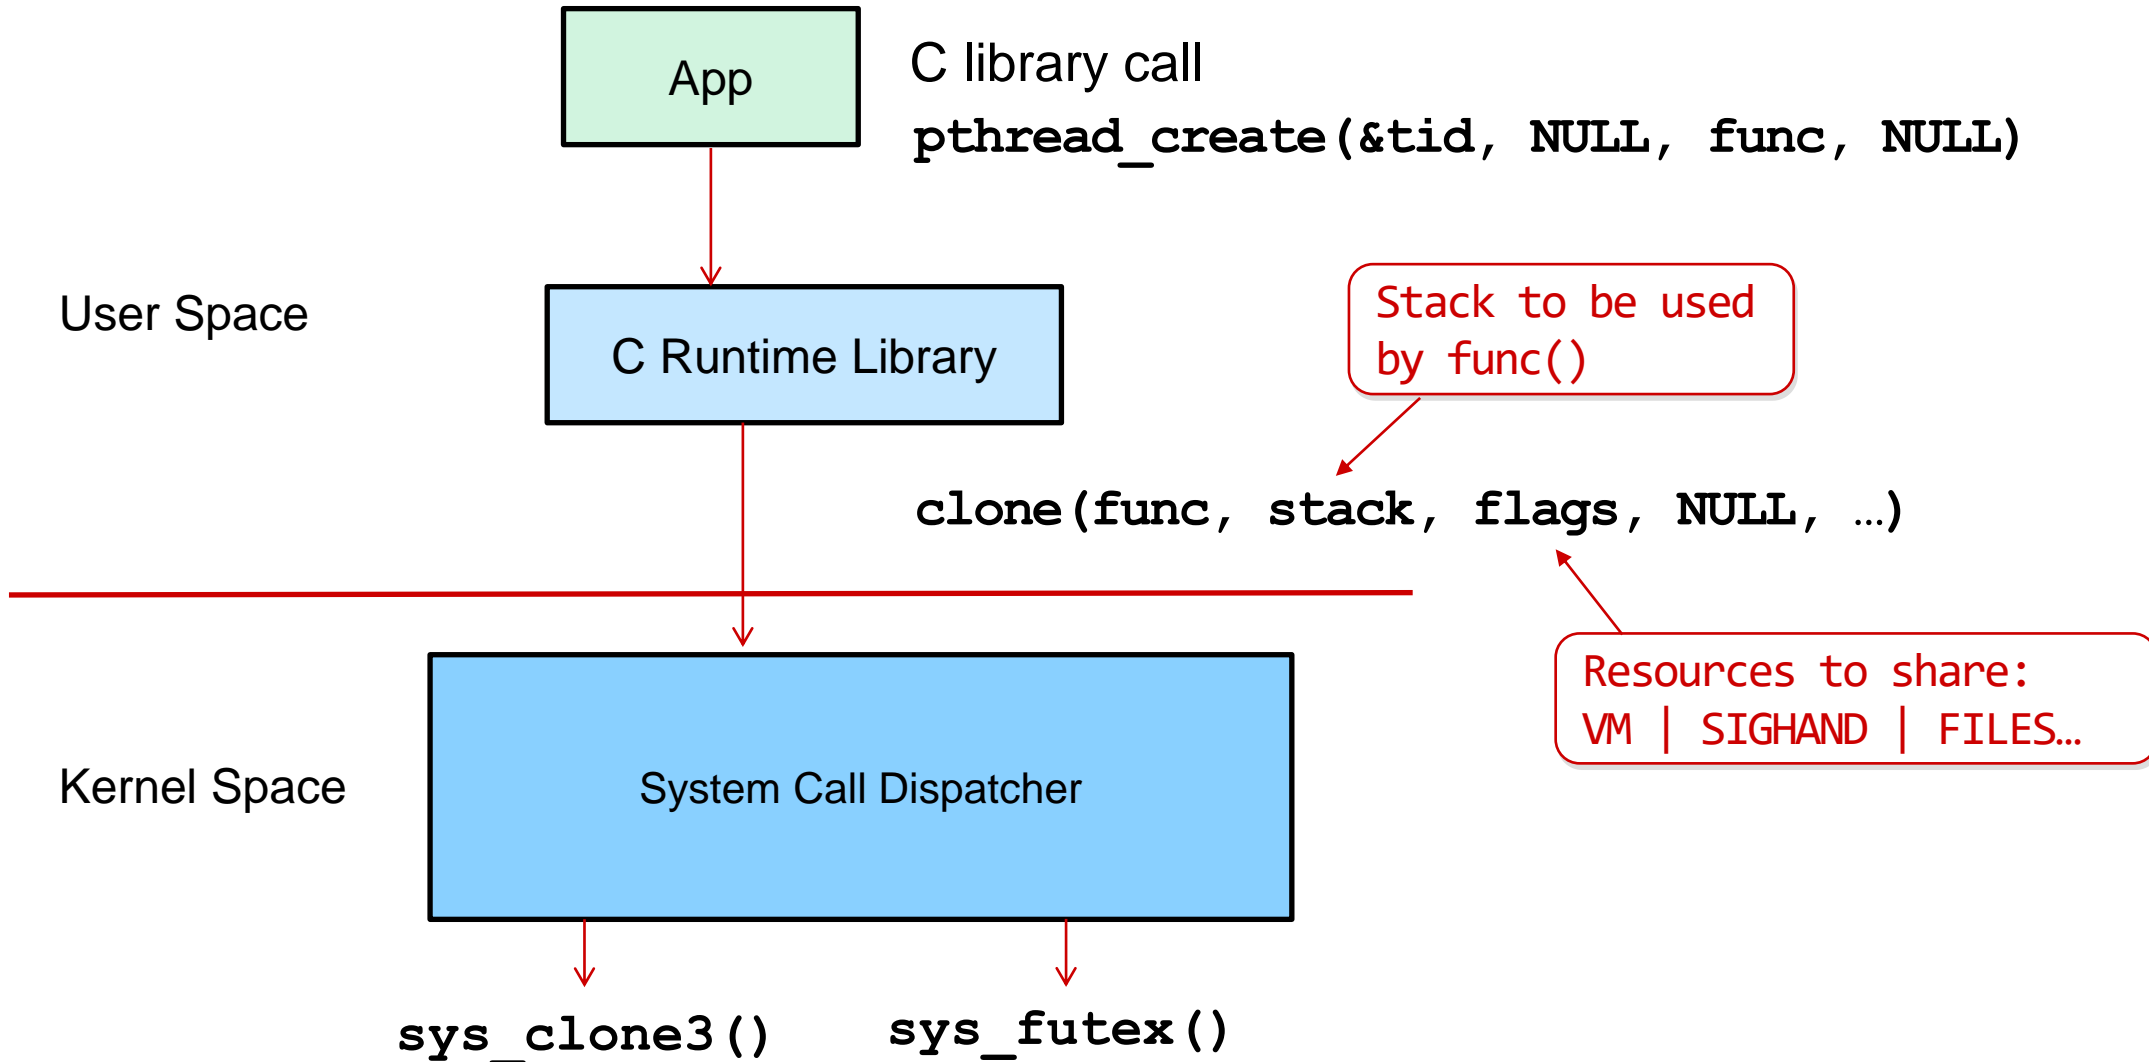 App
C library call
pthread_create(&tid, NULL, func, NULL)
User Space
C Runtime Library
Stack to be used
by func()
clone(func, stack, flags, NULL, …)
Resources to share:
VM | SIGHAND | FILES…
Kernel Space
System Call Dispatcher
sys_clone3()
sys_futex()